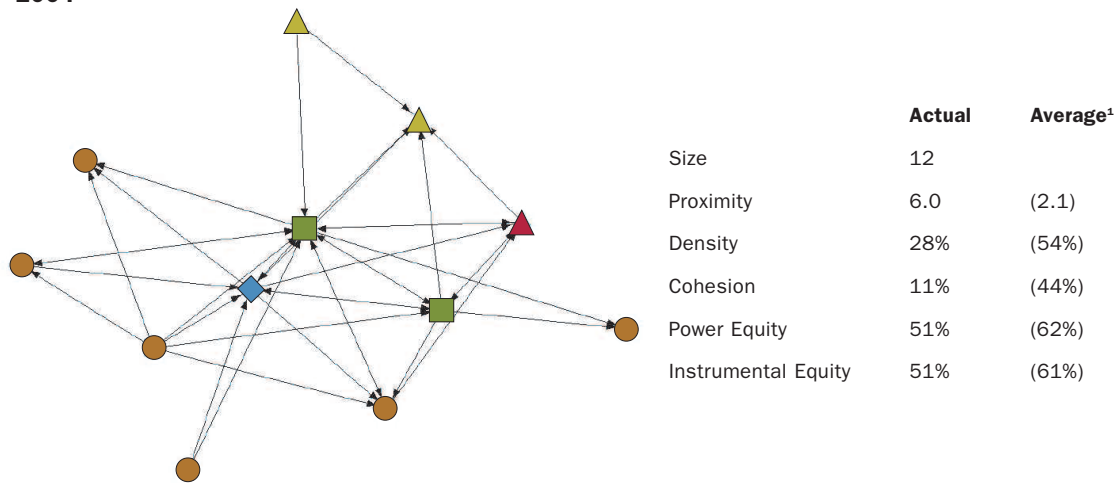 Actual Average¹
Size 12
Proximity 6.0 (2.1)
Density 28% (54%)
Cohesion 11% (44%)
Power Equity 51% (62%)
Instrumental Equity 51% (61%)